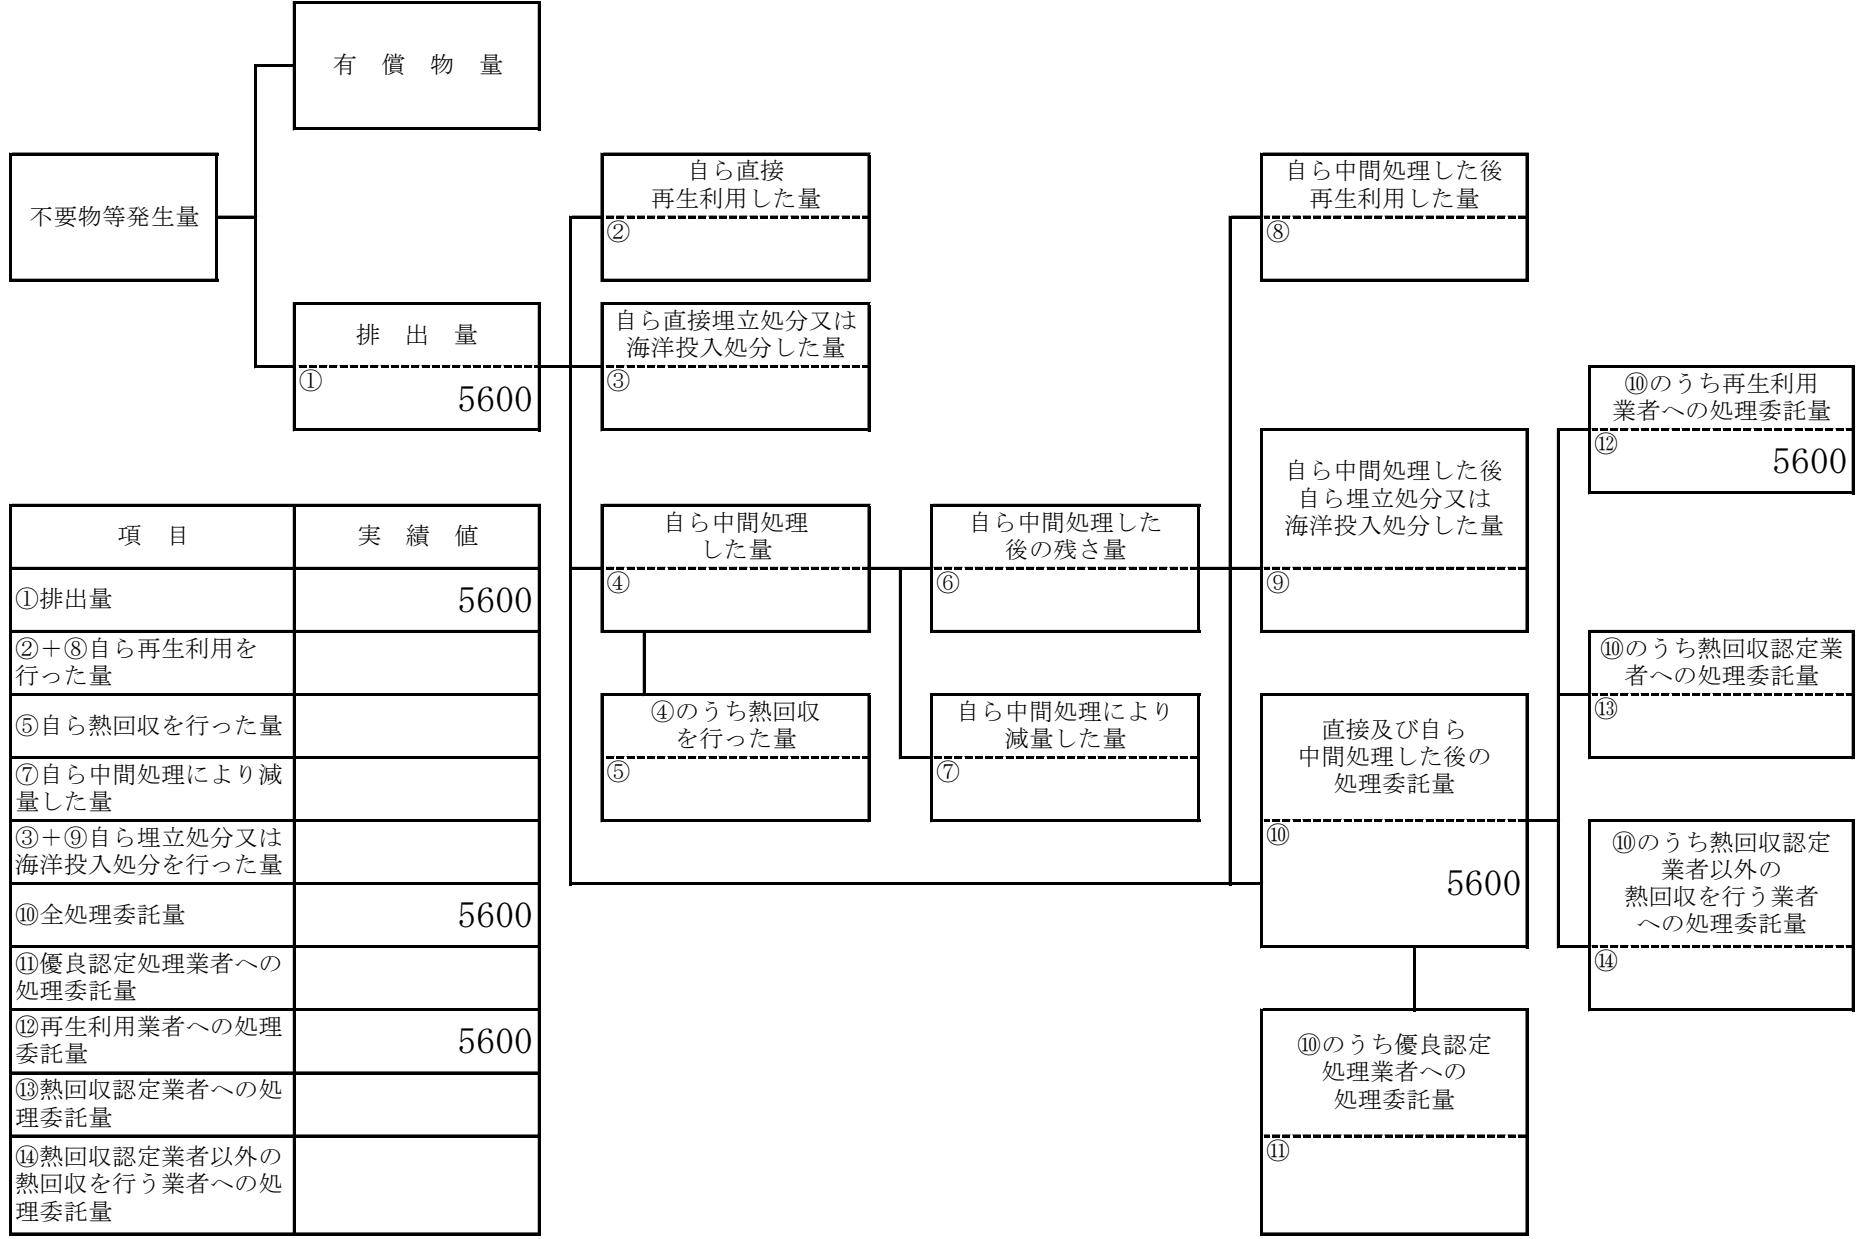 有　償　物　量
不要物等発生量
排　出　量
①
5600
自ら直接
再生利用した量
②
自ら直接埋立処分又は
海洋投入処分した量
③
自ら中間処理
した量
④
④のうち熱回収
を行った量
⑤
自ら中間処理した
後の残さ量
⑥
自ら中間処理により
減量した量
⑦
自ら中間処理した後
再生利用した量
⑧
自ら中間処理した後
自ら埋立処分又は
海洋投入処分した量
⑨
直接及び自ら
中間処理した後の
処理委託量
⑩
5600
⑩のうち優良認定
処理業者への
処理委託量
⑪
⑩のうち再生利用
業者への処理委託量
⑫
5600
⑩のうち熱回収認定業
者への処理委託量
⑬
⑩のうち熱回収認定
業者以外の
熱回収を行う業者
への処理委託量
⑭
項　目
実　績　値
①排出量
5600
②＋⑧自ら再生利用を
行った量
⑤自ら熱回収を行った量
⑦自ら中間処理により減
量した量
③＋⑨自ら埋立処分又は
海洋投入処分を行った量
⑩全処理委託量
5600
⑪優良認定処理業者への
処理委託量
⑫再生利用業者への処理
委託量
5600
⑬熱回収認定業者への処
理委託量
⑭熱回収認定業者以外の
熱回収を行う業者への処
理委託量